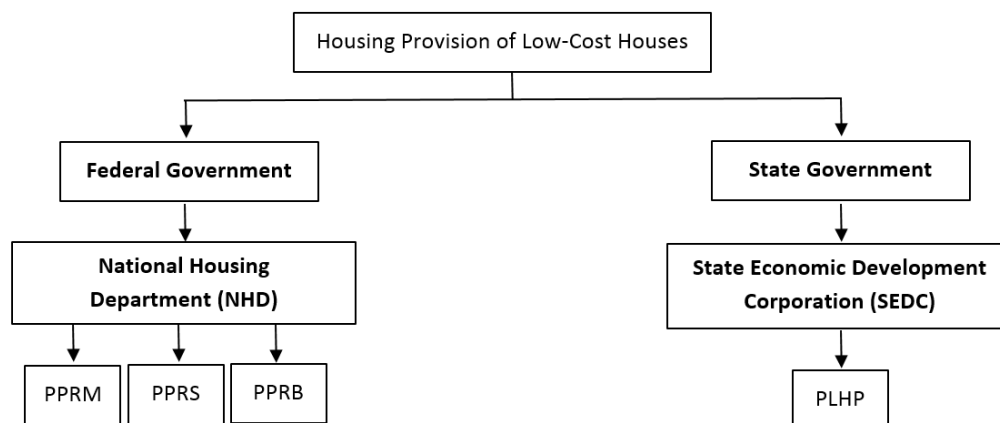 Housing Provision of Low-Cost Houses
Federal Government
State Government
National Housing
Department (NHD)
State Economic Development
Corporation (SEDC)
PPRM
PPRS
PPRB
PLHP